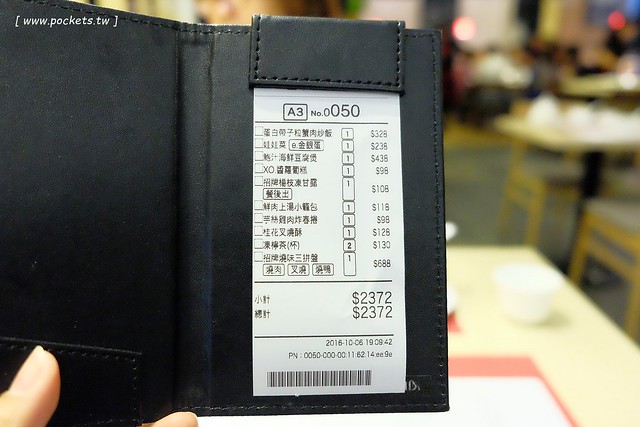 [ www.pockets.tw ]
A3 No.0050
蛋白帶子粒蟹肉炒飯 1 $328
娃娃菜 e.金銀蛋 1 $238
鮑汁海鮮豆腐煲 1 $438
XO.醬蘿蔔糕 1 $98
招牌楊枝凍甘露 1 $108
餐後出
鮮肉上湯小籠包 1 $118
芋絲雞肉炸春捲 1 $98
桂花叉燒酥 1 $128
凍檸茶(杯) 2 $130
招牌燒味三拼盤 1 $688
燒肉 叉燒 燒鴨
小計 $2372
總計 $2372
2016-10-06 19:09:42
PN : 0050-000-00:11:62:14:ee:9e